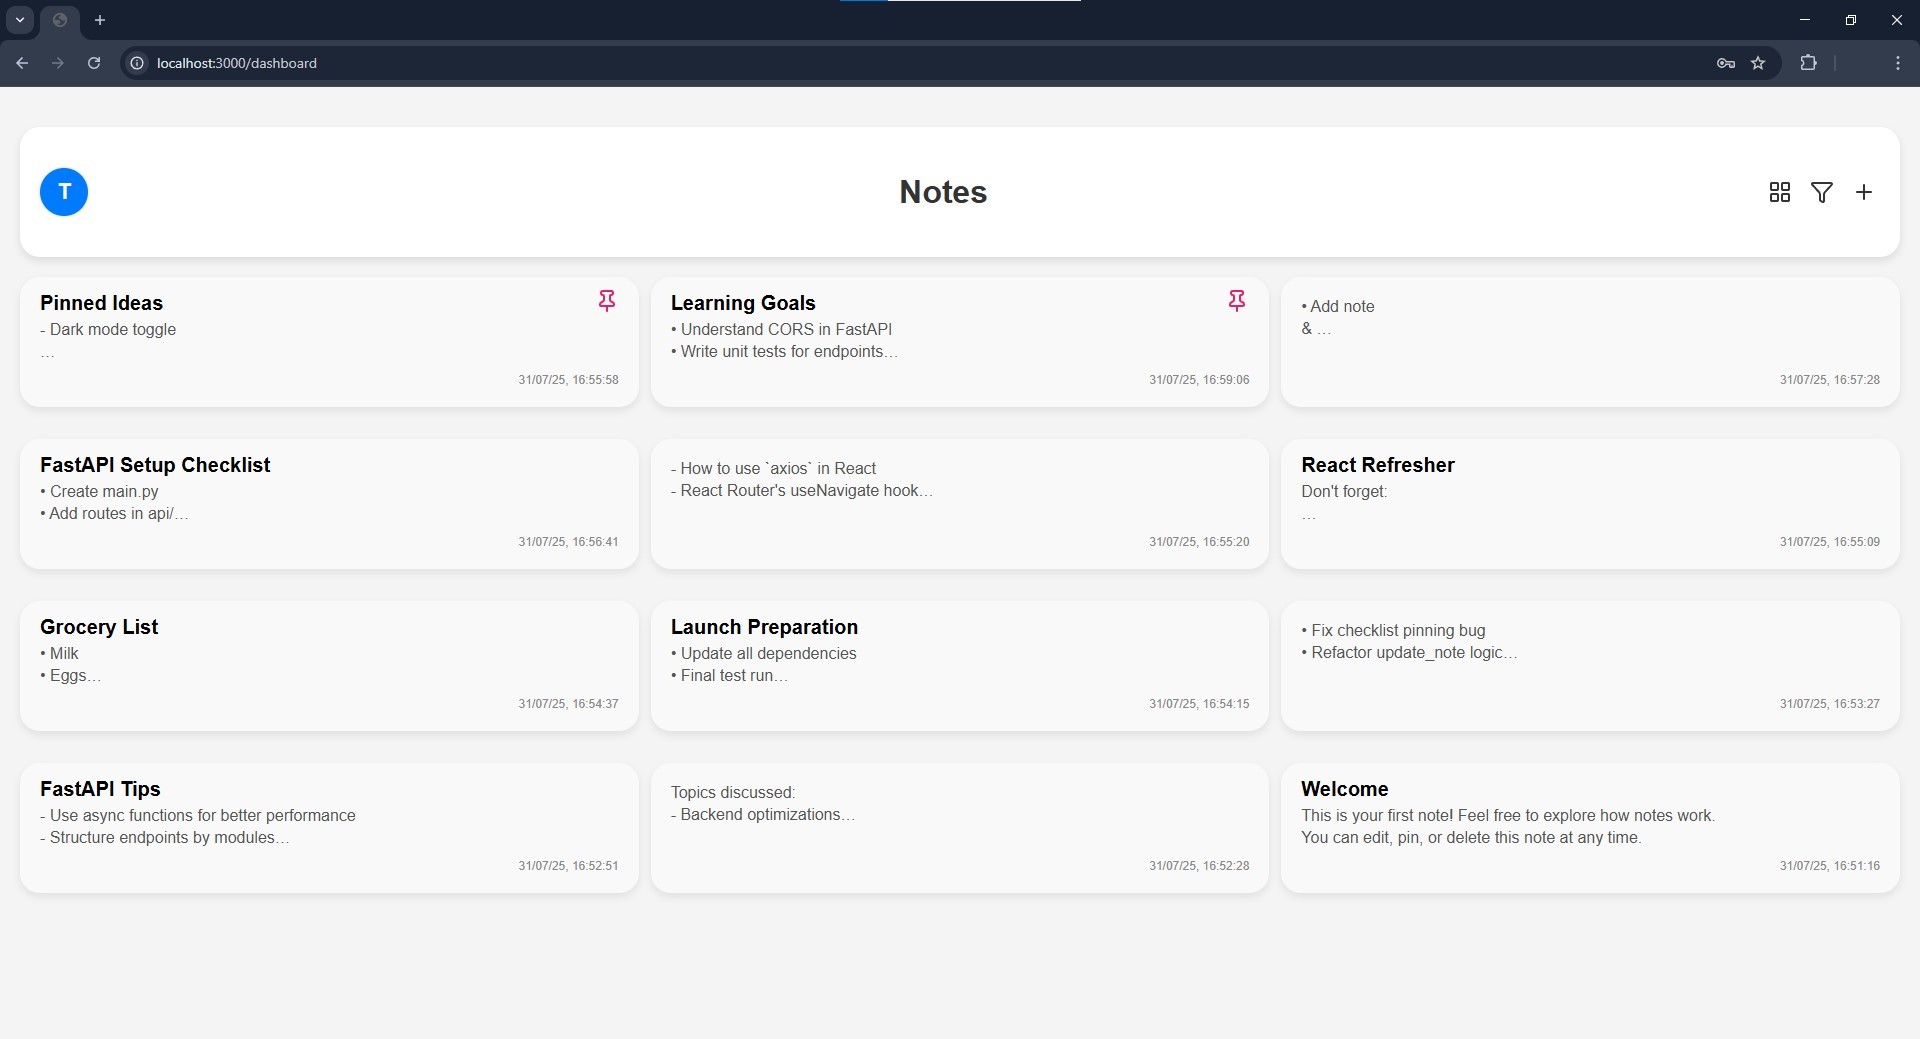 localhost:3000/dashboard
T
Notes
Pinned Ideas
- Dark mode toggle
...
31/07/25, 16:55:58
Learning Goals
• Understand CORS in FastAPI
• Write unit tests for endpoints...
31/07/25, 16:59:06
• Add note
& ...
31/07/25, 16:57:28
FastAPI Setup Checklist
• Create main.py
• Add routes in api/...
31/07/25, 16:56:41
- How to use `axios` in React
- React Router's useNavigate hook...
31/07/25, 16:55:20
React Refresher
Don't forget:
...
31/07/25, 16:55:09
Grocery List
• Milk
• Eggs...
31/07/25, 16:54:37
Launch Preparation
• Update all dependencies
• Final test run...
31/07/25, 16:54:15
• Fix checklist pinning bug
• Refactor update_note logic...
31/07/25, 16:53:27
FastAPI Tips
- Use async functions for better performance
- Structure endpoints by modules...
31/07/25, 16:52:51
Topics discussed:
- Backend optimizations...
31/07/25, 16:52:28
Welcome
This is your first note! Feel free to explore how notes work.
You can edit, pin, or delete this note at any time.
31/07/25, 16:51:16